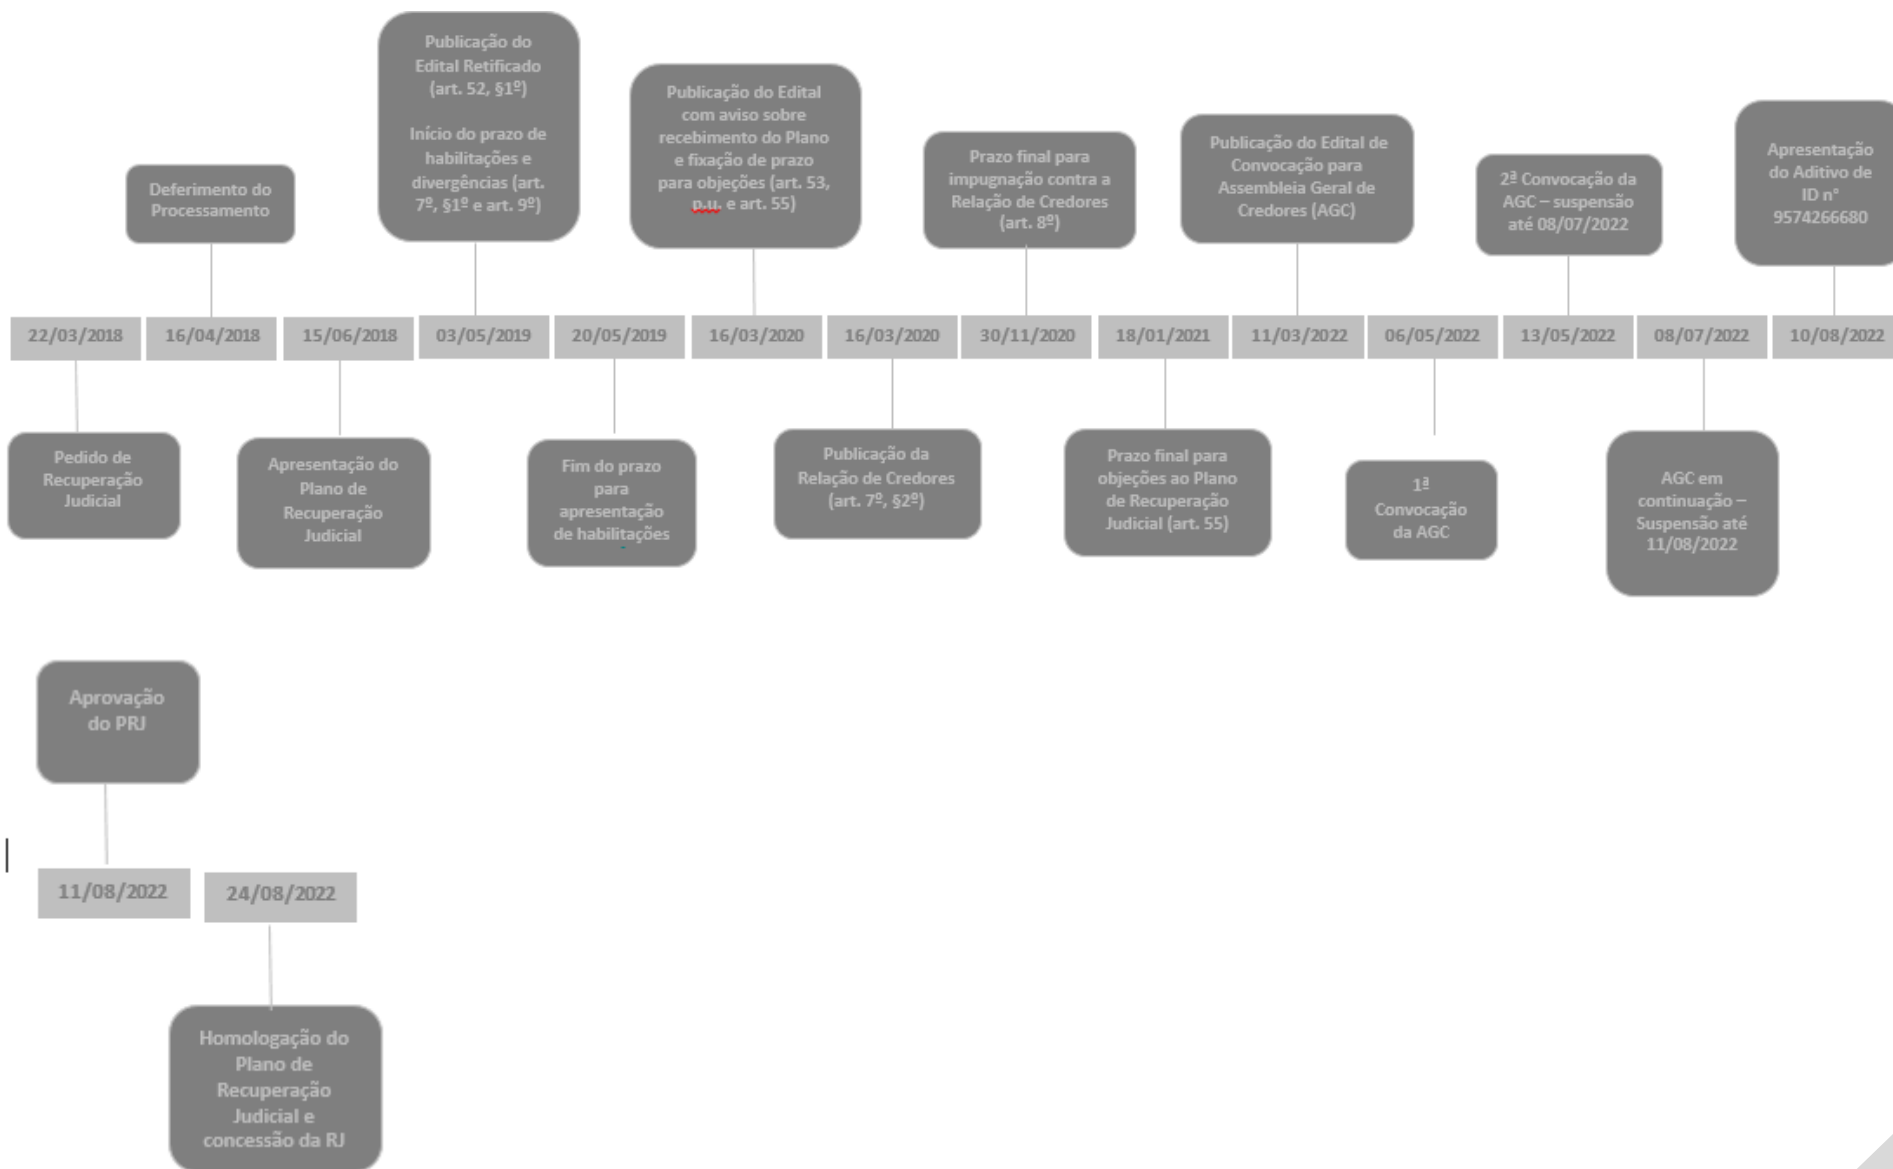 Publicação do
Edital Retificado
(art. 52, §1º)
Início do prazo de
habilitações e
divergências (art.
7º, §1º e art. 9º)
Publicação do Edital
com aviso sobre
recebimento do Plano
e fixação de prazo
para objeções (art. 53,
p.u. e art. 55)
Deferimento do
Processamento
Prazo final para
impugnação contra a
Relação de Credores
(art. 8º)
Publicação do Edital de
Convocação para
Assembleia Geral de
Credores (AGC)
2ª Convocação da
AGC – suspensão
até 08/07/2022
Apresentação
do Aditivo de
ID n°
9574266680
22/03/2018 16/04/2018 15/06/2018 03/05/2019 20/05/2019 16/03/2020 16/03/2020 30/11/2020 18/01/2021 11/03/2022 06/05/2022 13/05/2022 08/07/2022 10/08/2022
Pedido de
Recuperação
Judicial
Apresentação do
Plano de
Recuperação
Judicial
Fim do prazo
para
apresentação
de habilitações
Publicação da
Relação de Credores
(art. 7º, §2º)
Prazo final para
objeções ao Plano
de Recuperação
Judicial (art. 55)
1ª
Convocação
da AGC
AGC em
continuação –
Suspensão até
11/08/2022
Aprovação
do PRJ
11/08/2022 24/08/2022
Homologação do
Plano de
Recuperação
Judicial e
concessão da RJ